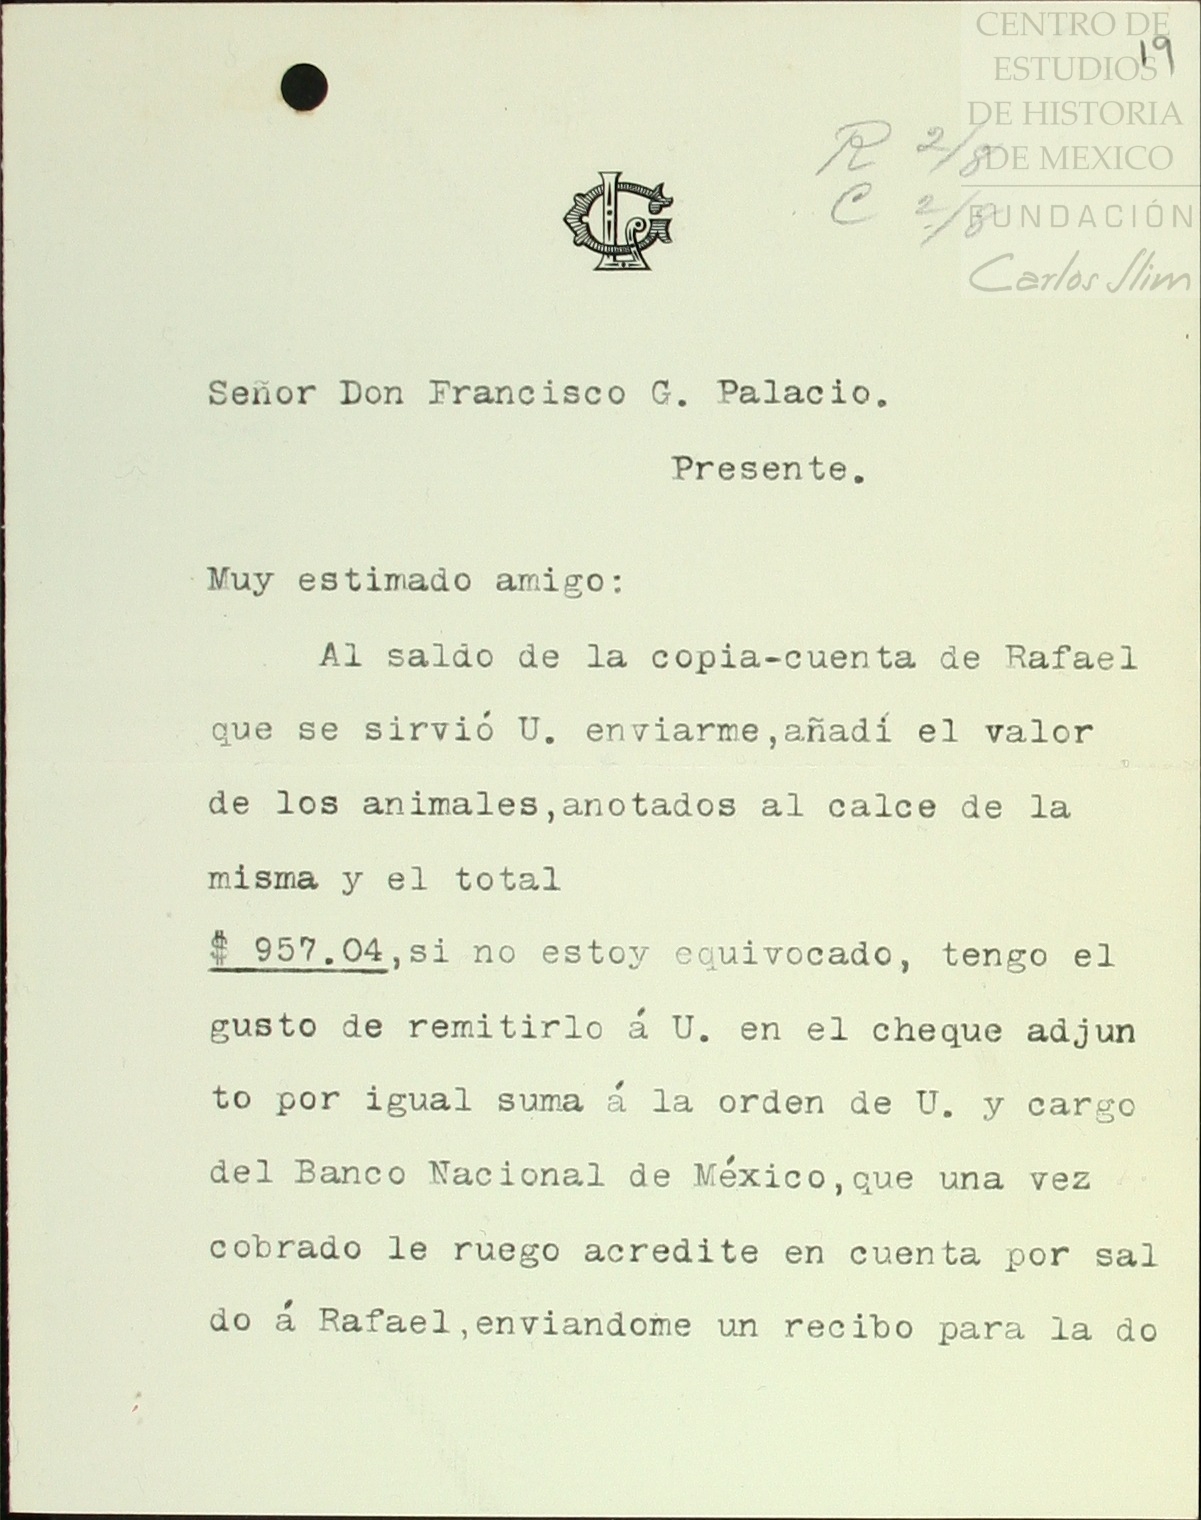 CENTRO DE
ESTUDIOS
DE HISTORIA
DE MEXICO
FUNDACIÓN
Carlos Slim
19
R 2/8
C 2/8
Señor Don Francisco G. Palacio.
Presente.
Muy estimado amigo:
Al saldo de la copia-cuenta de Rafael
que se sirvió U. enviarme,añadí el valor
de los animales,anotados al calce de la
misma y el total
$ 957.04,si no estoy equivocado, tengo el
gusto de remitirlo á U. en el cheque adjun
to por igual suma á la orden de U. y cargo
del Banco Nacional de México,que una vez
cobrado le ruego acredite en cuenta por sal
do á Rafael,enviandome un recibo para la do